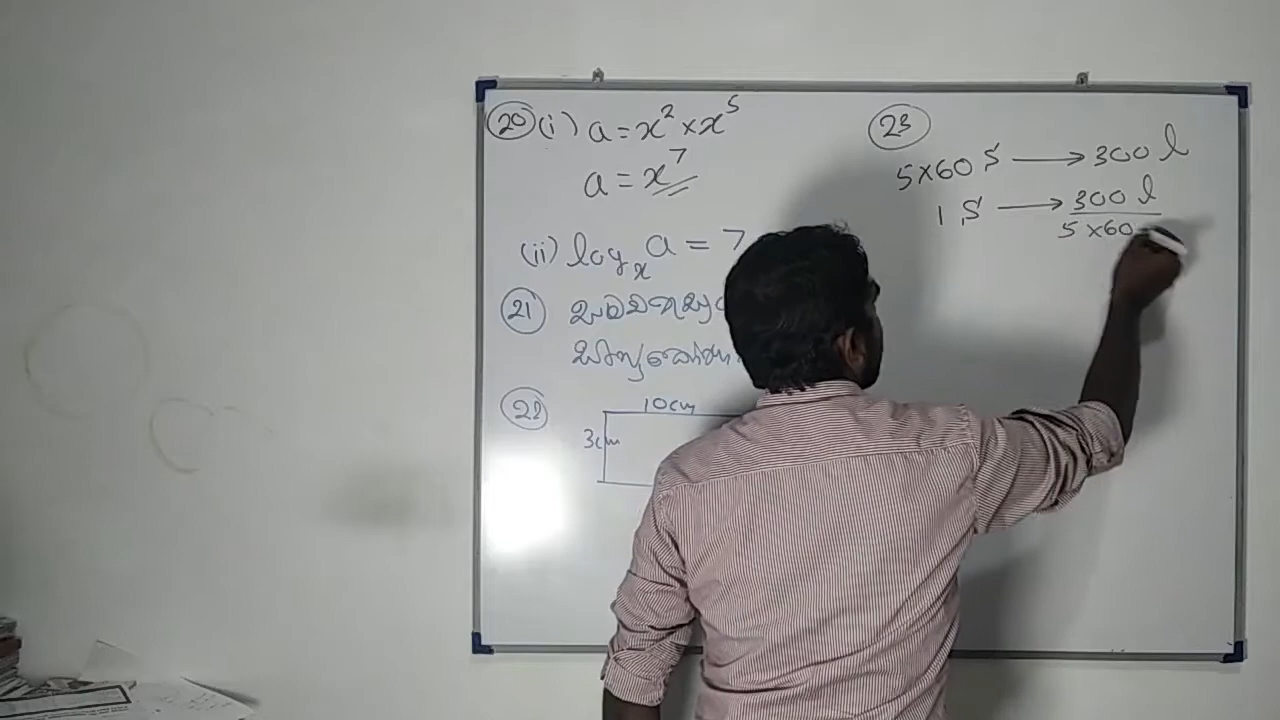 20 (i) a = x² × x⁵
a = x⁷
(ii) logₓ a = 7
21
22
10cm
3cm
23
5×60 s → 300 l
1 s → 300 l
5 ×60